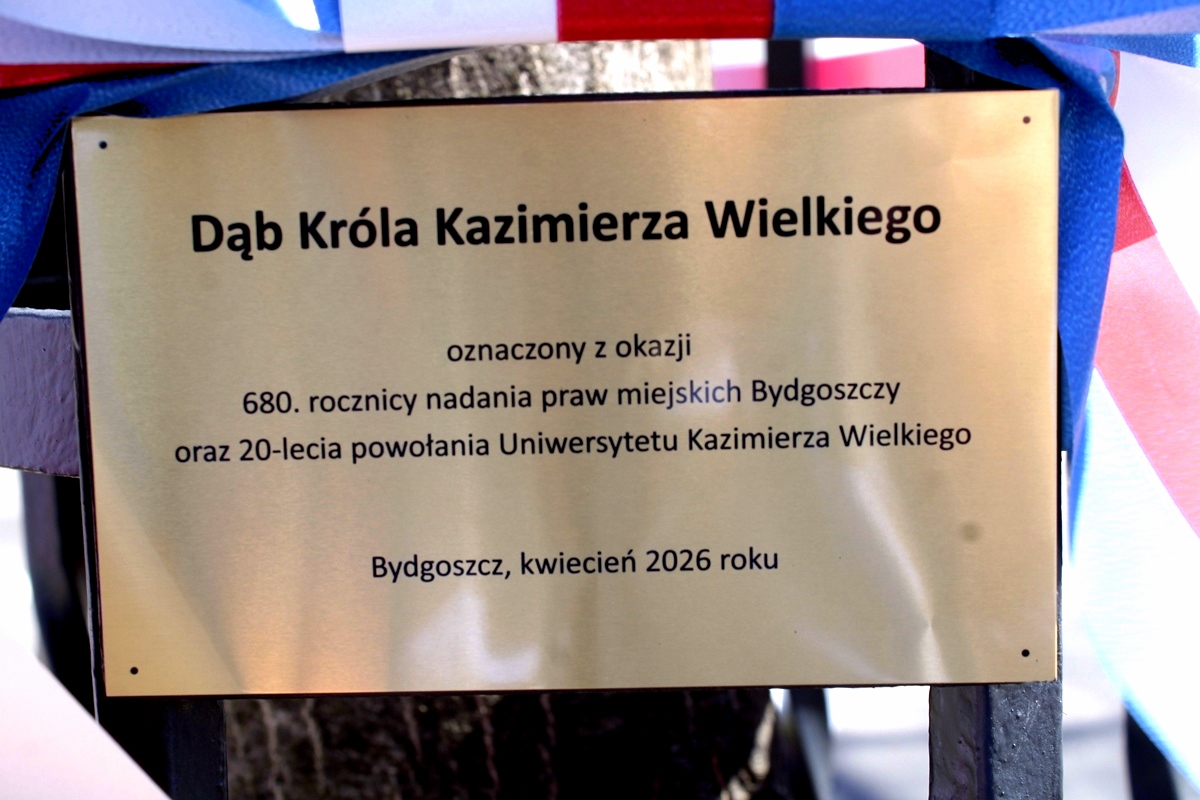 Dąb Króla Kazimierza Wielkiego
oznaczony z okazji
680. rocznicy nadania praw miejskich Bydgoszczy
oraz 20-lecia powołania Uniwersytetu Kazimierza Wielkiego
Bydgoszcz, kwiecień 2026 roku